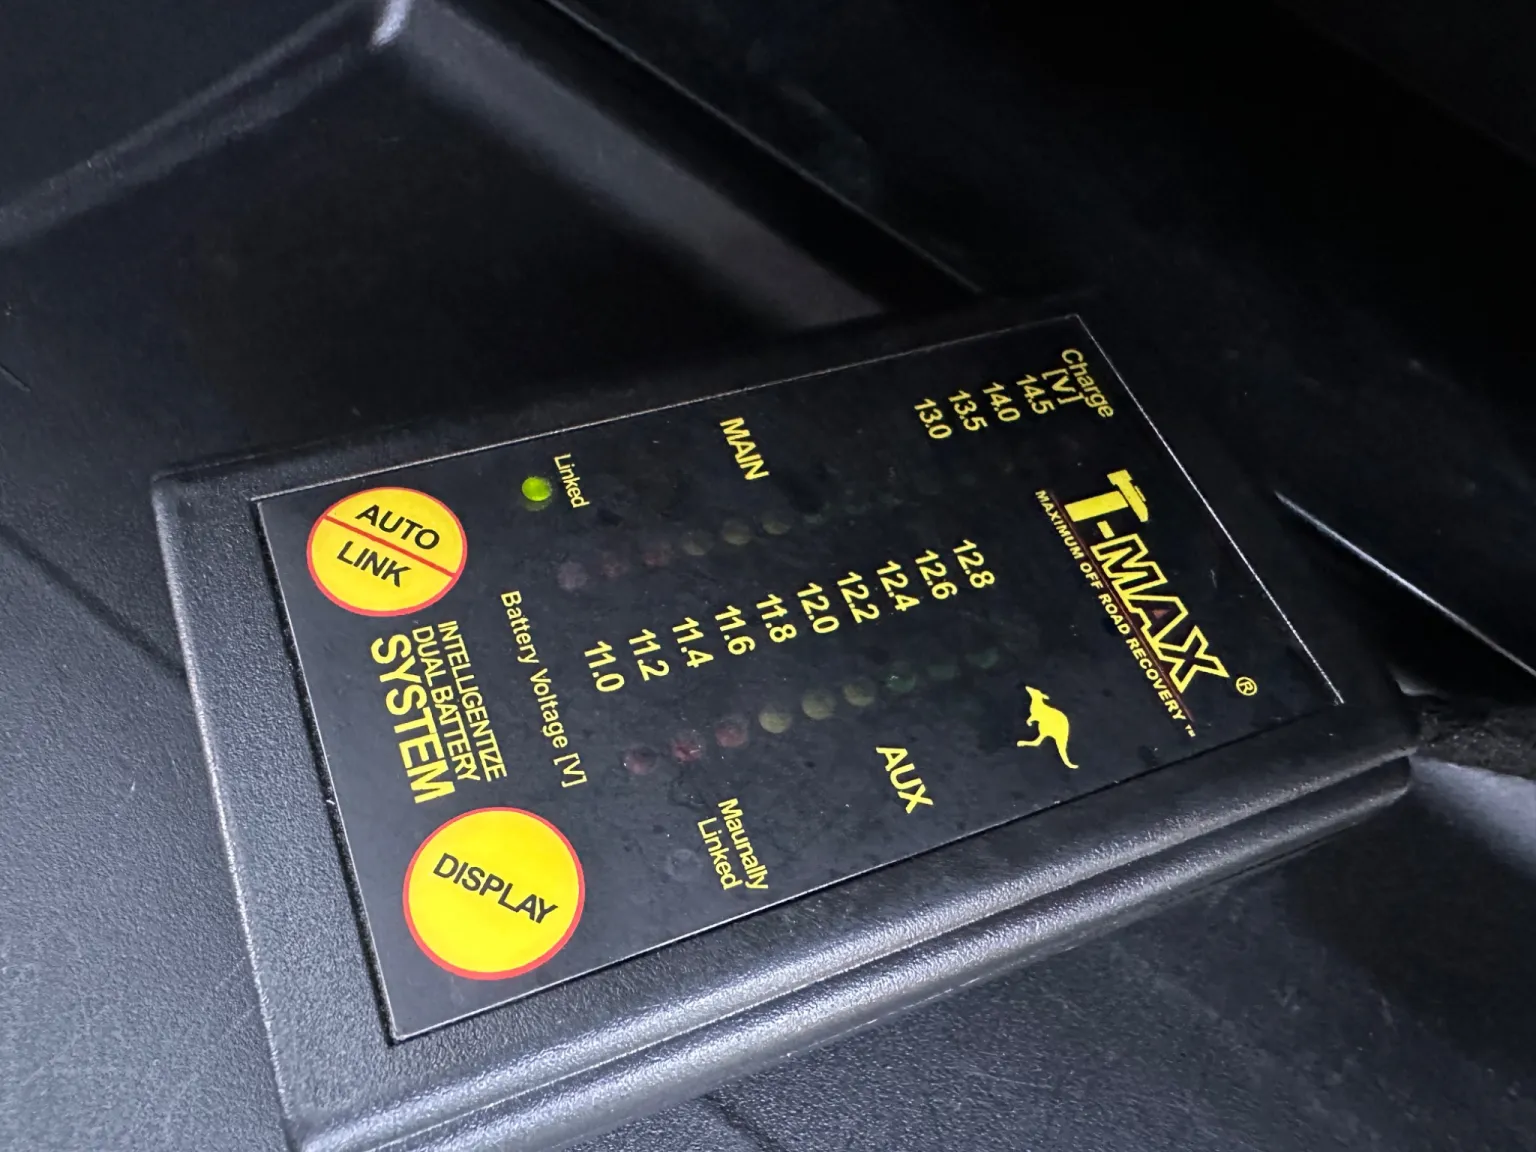 T-MAX®
MAXIMUM OFF ROAD RECOVERY™
Charge
[V]
14.5
14.0
13.5
13.0
MAIN
12.8
12.6
12.4
12.2
12.0
11.8
11.6
11.4
11.2
11.0
AUX
Linked
Battery Voltage [V]
Maunally
Linked
AUTO
LINK
INTELLIGENTIZE
DUAL BATTERY
SYSTEM
DISPLAY